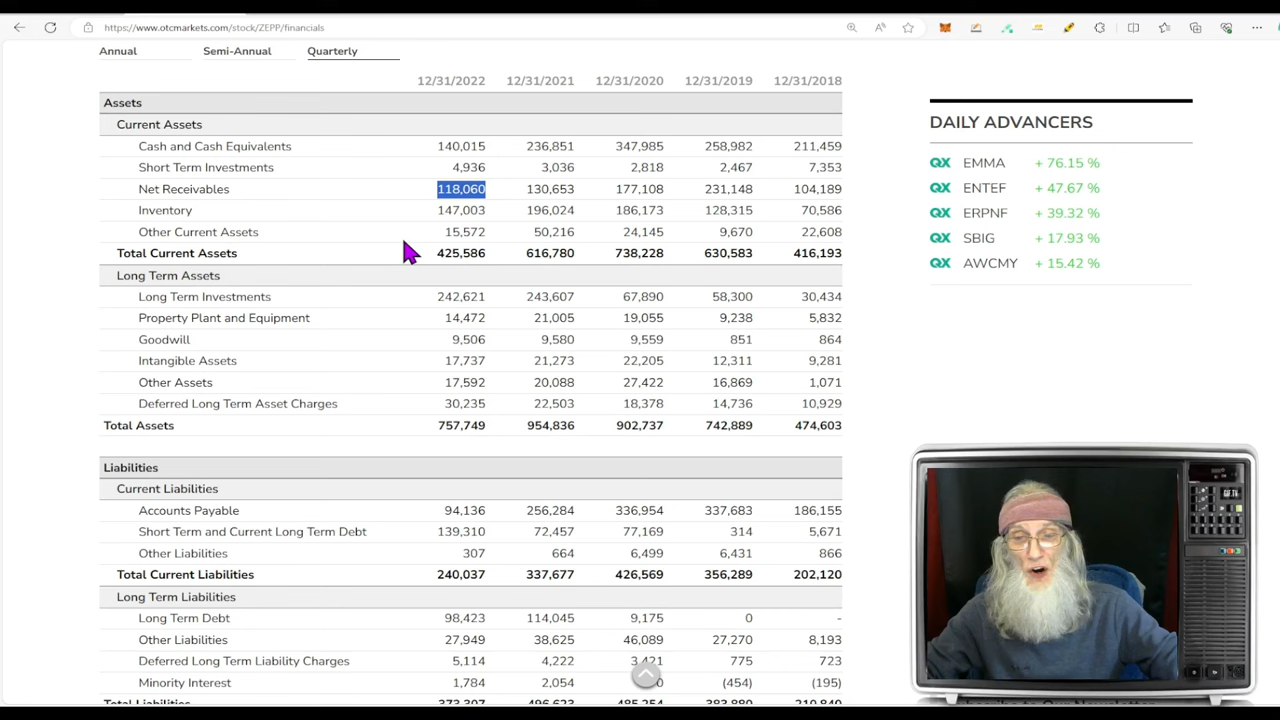 https://www.otcmarkets.com/stock/ZEPP/financials
Annual Semi-Annual Quarterly
12/31/2022 12/31/2021 12/31/2020 12/31/2019 12/31/2018
Assets
Current Assets
Cash and Cash Equivalents 140,015 236,851 347,985 258,982 211,459
Short Term Investments 4,936 3,036 2,818 2,467 7,353
Net Receivables 118,060 130,653 177,108 231,148 104,189
Inventory 147,003 196,024 186,173 128,315 70,586
Other Current Assets 15,572 50,216 24,145 9,670 22,608
Total Current Assets 425,586 616,780 738,228 630,583 416,193
Long Term Assets
Long Term Investments 242,621 243,607 67,890 58,300 30,434
Property Plant and Equipment 14,472 21,005 19,055 9,238 5,832
Goodwill 9,506 9,580 9,559 851 864
Intangible Assets 17,737 21,273 22,205 12,311 9,281
Other Assets 17,592 20,088 27,422 16,869 1,071
Deferred Long Term Asset Charges 30,235 22,503 18,378 14,736 10,929
Total Assets 757,749 954,836 902,737 742,889 474,603
Liabilities
Current Liabilities
Accounts Payable 94,136 256,284 336,954 337,683 186,155
Short Term and Current Long Term Debt 139,310 72,457 77,169 314 5,671
Other Liabilities 307 664 6,499 6,431 866
Total Current Liabilities 240,037 337,677 426,569 356,289 202,120
Long Term Liabilities
Long Term Debt 98,423 114,045 9,175 0 -
Other Liabilities 27,949 38,625 46,089 27,270 8,193
Deferred Long Term Liability Charges 5,114 4,222 775 723
Minority Interest 1,784 2,054 0 (454) (195)
Total Liabilities
DAILY ADVANCERS
QX EMMA + 76.15 %
QX ENTEF + 47.67 %
QX ERPNF + 39.32 %
QX SBIG + 17.93 %
QX AWCMY + 15.42 %
GIF.TV